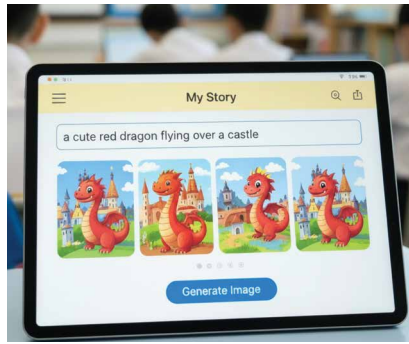 My Story
a cute red dragon flying over a castle
Generate Image